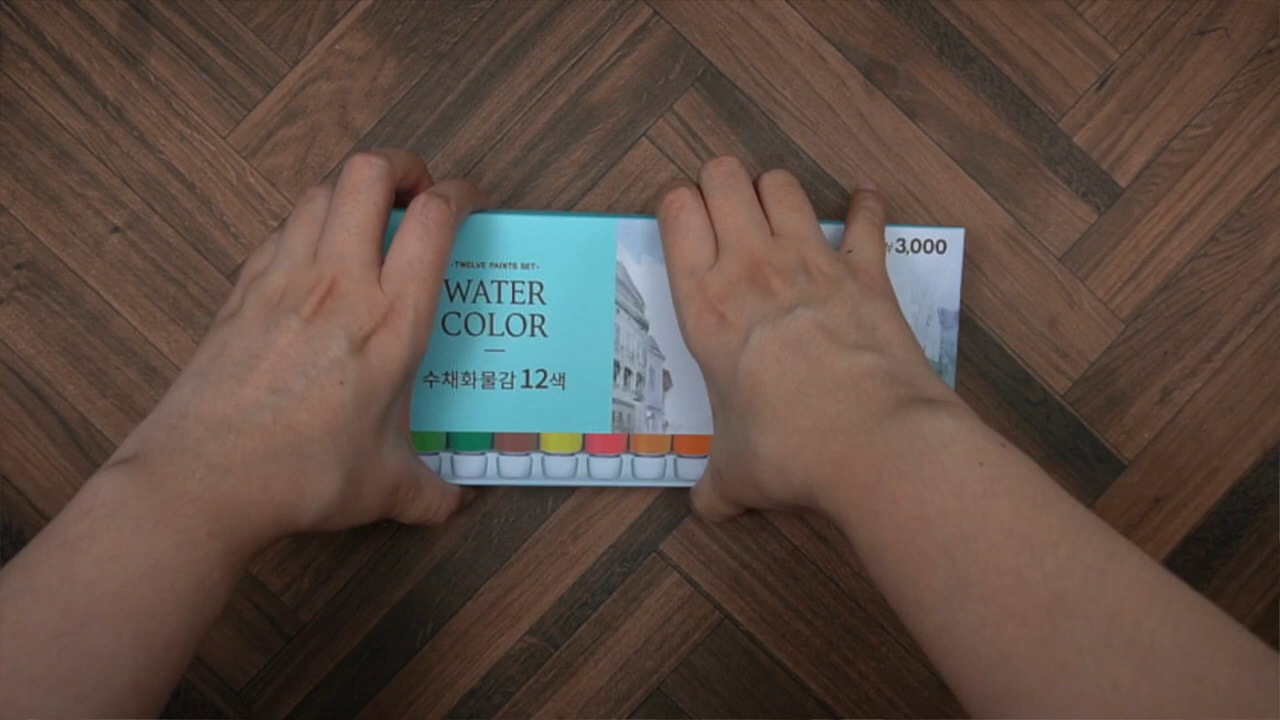 -TWELVE PAINTS SET-
WATER
COLOR
수채화물감 12색
₩3,000